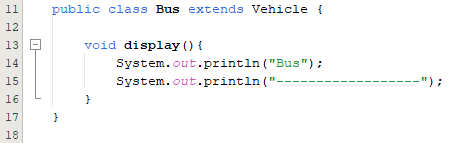 11 public class Bus extends Vehicle {
12
13 void display(){
14 System.out.println("Bus");
15 System.out.println("------------------");
16 }
17 }
18